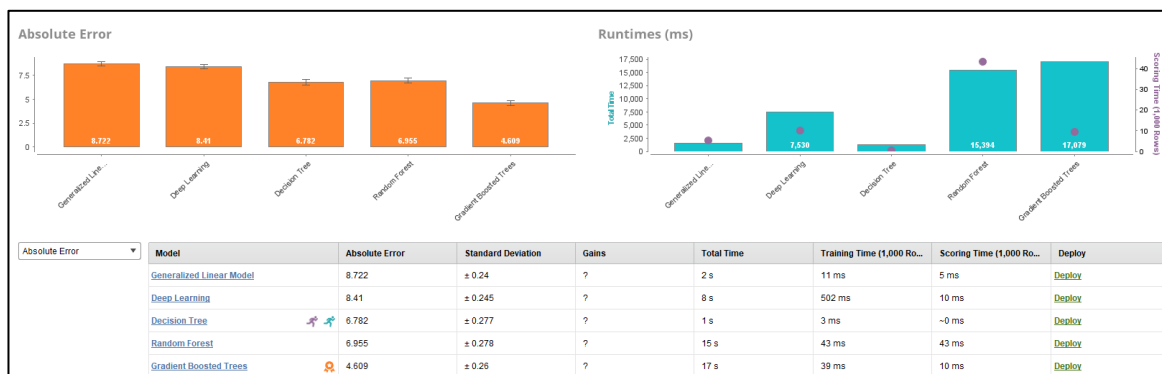 Absolute Error
Runtimes (ms)
7.5
5
2.5
0
8.722
8.41
6.782
6.955
4.609
Generalized Line...
Deep Learning
Decision Tree
Random Forest
Gradient Boosted Trees
Total Time
17,500
15,000
12,500
10,000
7,500
5,000
2,500
0
7,530
15,394
17,079
40
30
20
10
0
Scoring Time (1,000 Rows)
Generalized Line...
Deep Learning
Decision Tree
Random Forest
Gradient Boosted Trees
Absolute Error
Model Absolute Error Standard Deviation Gains Total Time Training Time (1,000 Ro... Scoring Time (1,000 Ro... Deploy
Generalized Linear Model 8.722 ± 0.24 ? 2 s 11 ms 5 ms Deploy
Deep Learning 8.41 ± 0.245 ? 8 s 502 ms 10 ms Deploy
Decision Tree 6.782 ± 0.277 ? 1 s 3 ms ~0 ms Deploy
Random Forest 6.955 ± 0.278 ? 15 s 43 ms 43 ms Deploy
Gradient Boosted Trees 4.609 ± 0.26 ? 17 s 39 ms 10 ms Deploy